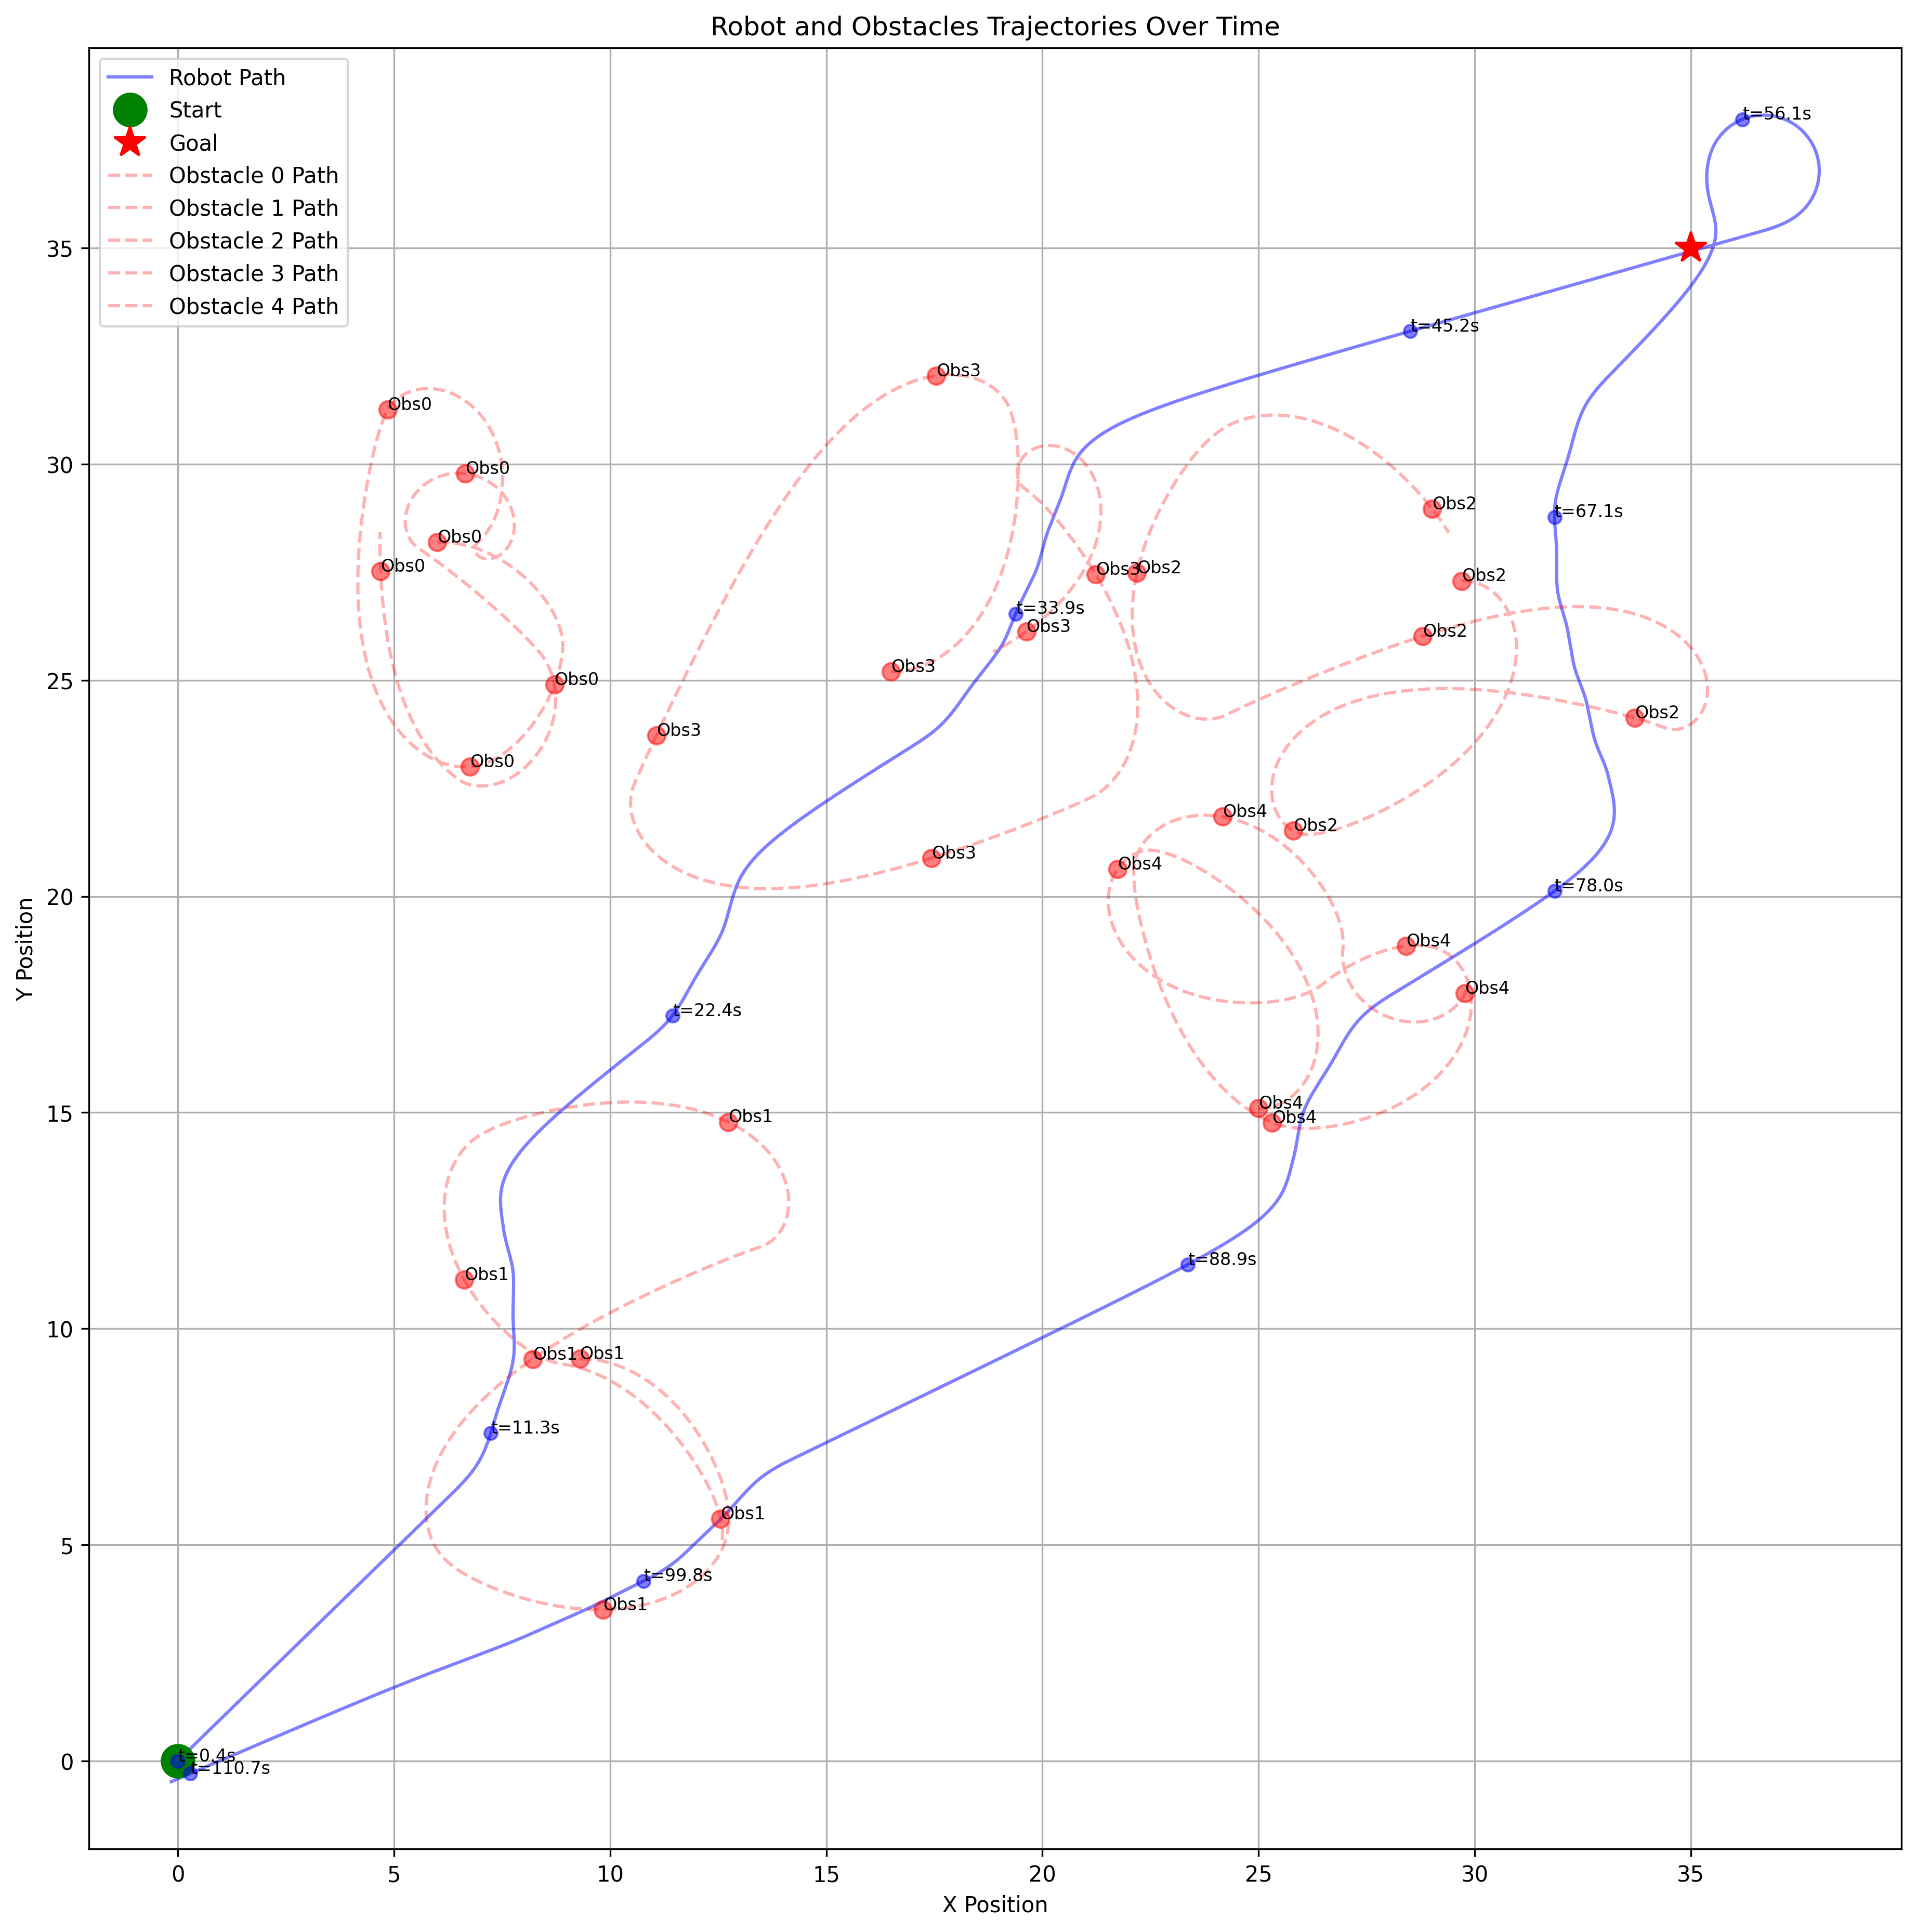 Robot and Obstacles Trajectories Over Time
Robot Path
Start
Goal
Obstacle 0 Path
Obstacle 1 Path
Obstacle 2 Path
Obstacle 3 Path
Obstacle 4 Path
t=56.1s
35
t=45.2s
Obs3
Obs0
30
Obs0
Obs2
t=67.1s
Obs0
Obs0
Obs3
Obs2
Obs2
t=33.9s
Obs3
Obs2
Obs3
25
Obs0
Obs2
Obs3
Obs0
Obs4
Obs2
Obs3
Obs4
t=78.0s
20
Obs4
Obs4
t=22.4s
15
Obs1
Obs4
Obs4
t=88.9s
Obs1
10
Obs1
Obs1
t=11.3s
5
Obs1
t=99.8s
Obs1
0
t=0.4s
t=110.7s
0 5 10 15 20 25 30 35
X Position
Y Position